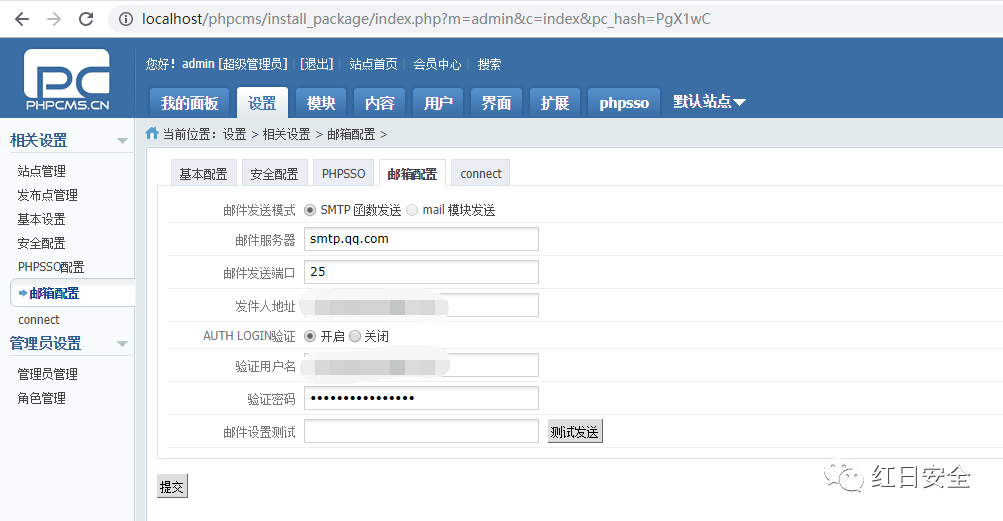 localhost/phpcms/install_package/index.php?m=admin&c=index&pc_hash=PgX1wC
PC
PHPCMS.CN
您好！admin [超级管理员] | [退出] | 站点首页 | 会员中心 | 搜索
我的面板 设置 模块 内容 用户 界面 扩展 phpsso 默认站点
相关设置
站点管理
发布点管理
基本设置
安全配置
PHPSSO配置
邮箱配置
connect
管理员设置
管理员管理
角色管理
当前位置：设置 > 相关设置 > 邮箱配置 >
基本配置 安全配置 PHPSSO 邮箱配置 connect
邮件发送模式 SMTP 函数发送 mail 模块发送
邮件服务器 smtp.qq.com
邮件发送端口 25
发件人地址
AUTH LOGIN验证 开启 关闭
验证用户名
验证密码 ••••••••••••••••
邮件设置测试 测试发送
提交
红日安全